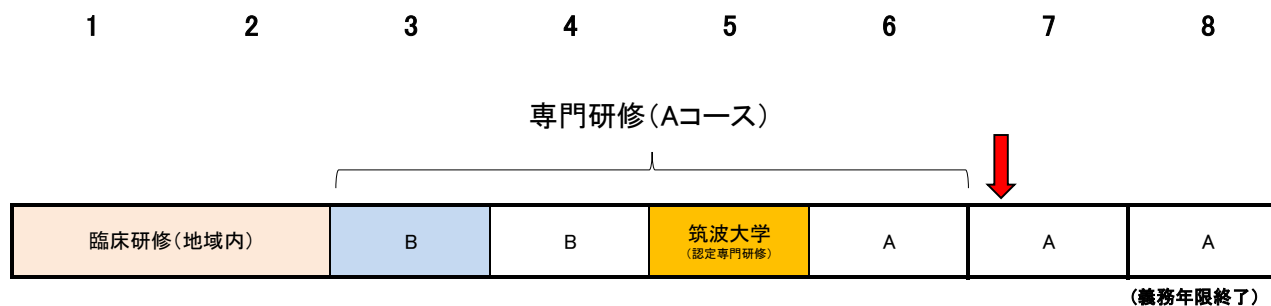 1 2 3 4 5 6 7 8
専門研修(Aコース)
臨床研修(地域内) B B 筑波大学 A A A
(認定専門研修)
(義務年限終了)